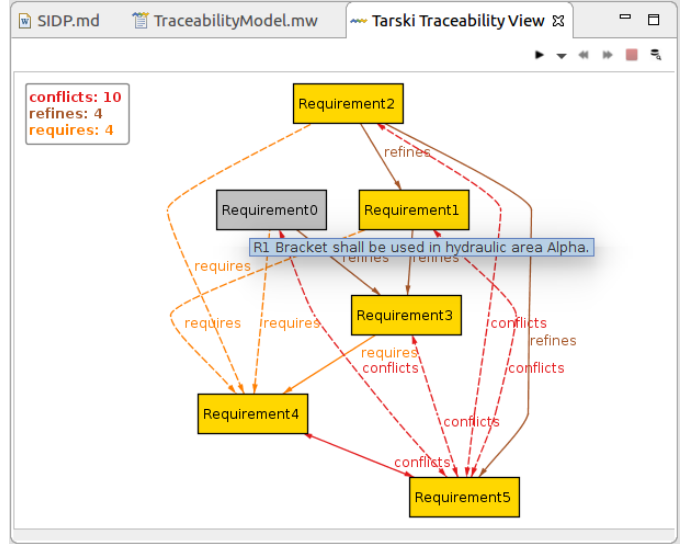 SIDP.md TraceabilityModel.mw Tarski Traceability View
conflicts: 10
refines: 4
requires: 4
Requirement2
refines
Requirement0 Requirement1
R1 Bracket shall be used in hydraulic area Alpha.
refines refines
requires
Requirement3
requires requires conflicts
refines
requires
conflicts conflicts
Requirement4
conflicts
conflicts
Requirement5